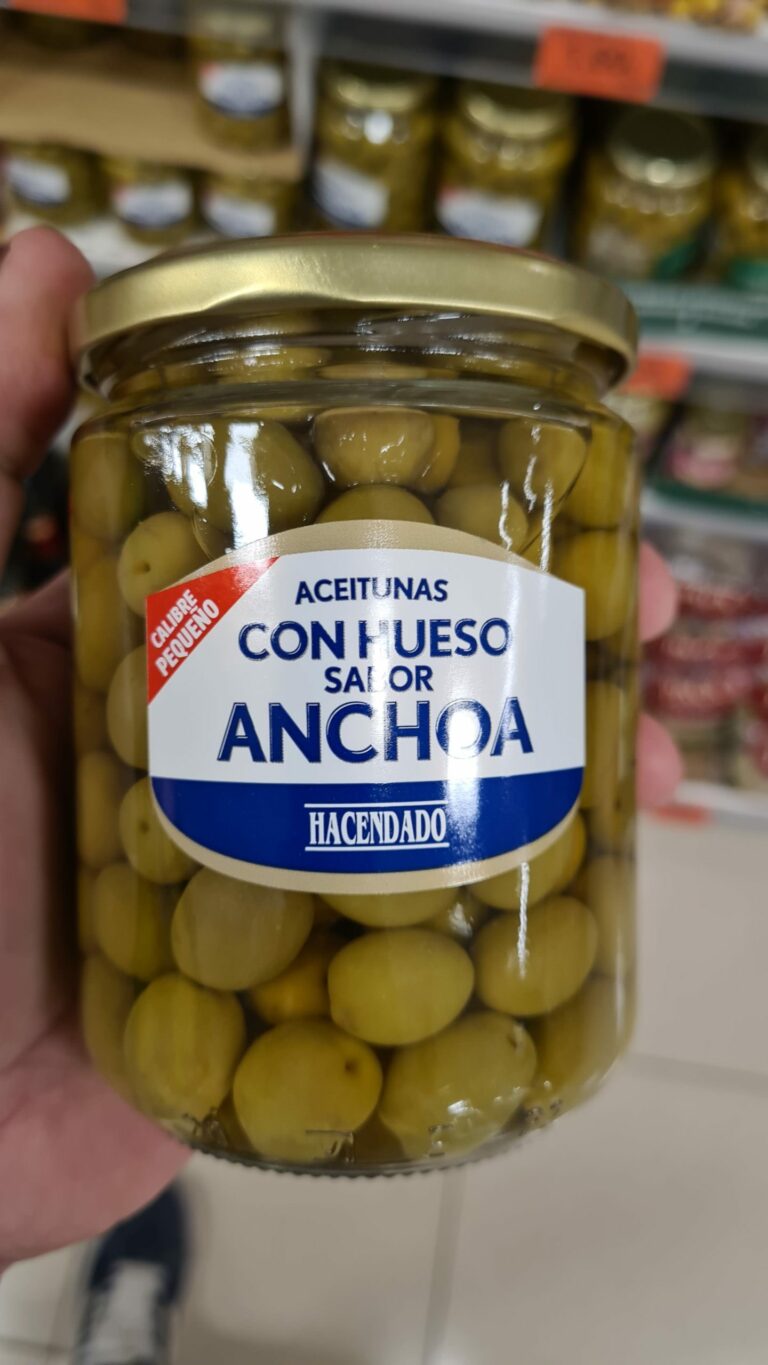 CALIBRE
PEQUEÑO
ACEITUNAS
CON HUESO
SABOR
ANCHOA
HACENDADO